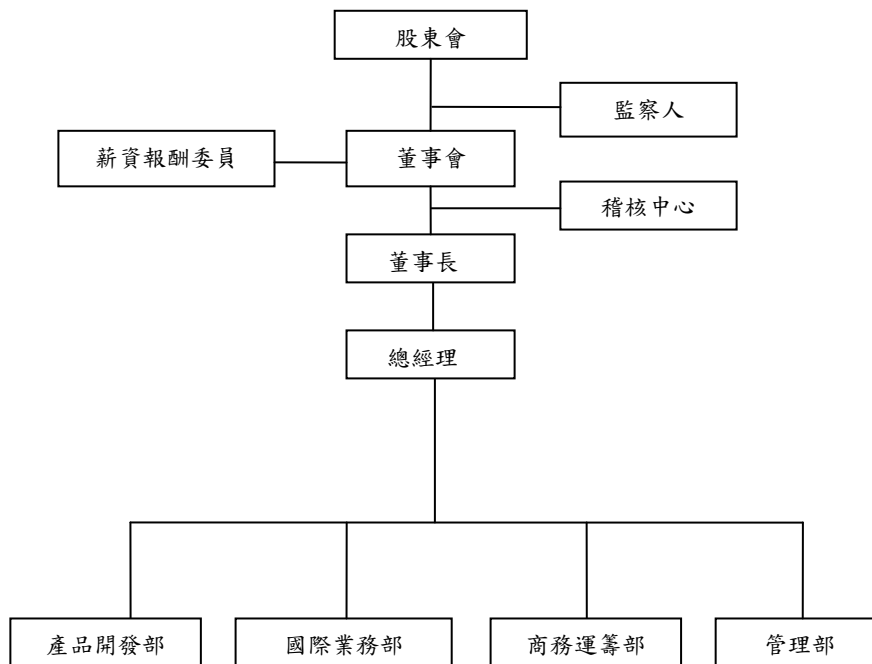 股東會
監察人
薪資報酬委員
董事會
稽核中心
董事長
總經理
產品開發部
國際業務部
商務運籌部
管理部